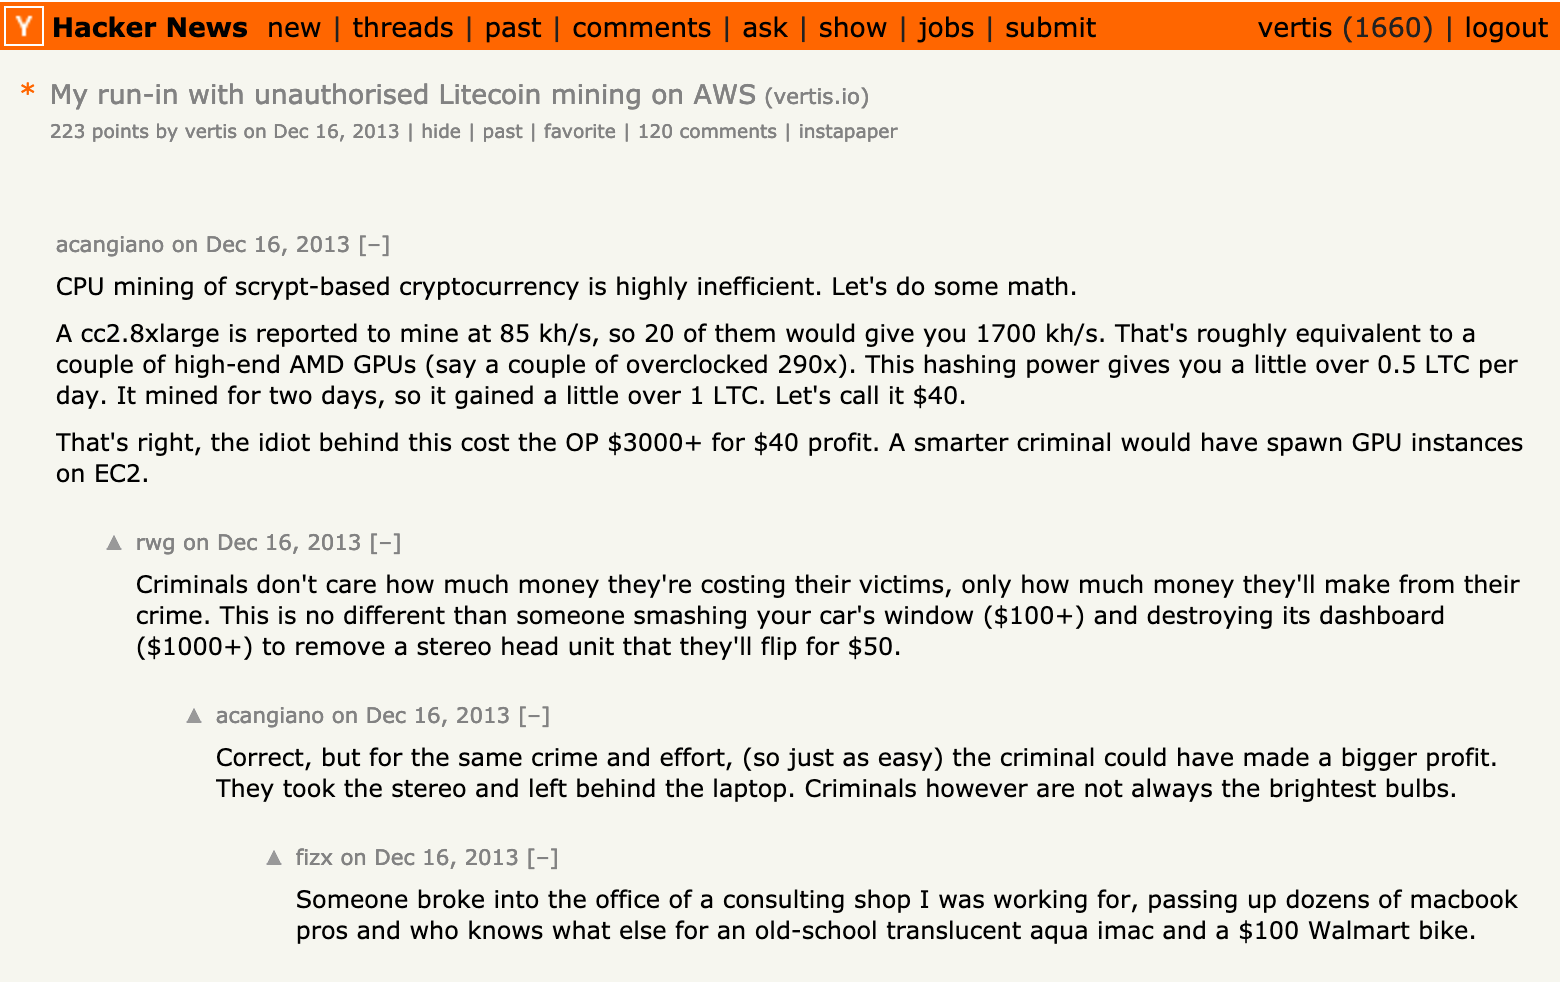 Y Hacker News new | threads | past | comments | ask | show | jobs | submit vertis (1660) | logout
* My run-in with unauthorised Litecoin mining on AWS (vertis.io)
223 points by vertis on Dec 16, 2013 | hide | past | favorite | 120 comments | instapaper
acangiano on Dec 16, 2013 [–]
CPU mining of scrypt-based cryptocurrency is highly inefficient. Let's do some math.
A cc2.8xlarge is reported to mine at 85 kh/s, so 20 of them would give you 1700 kh/s. That's roughly equivalent to a
couple of high-end AMD GPUs (say a couple of overclocked 290x). This hashing power gives you a little over 0.5 LTC per
day. It mined for two days, so it gained a little over 1 LTC. Let's call it $40.
That's right, the idiot behind this cost the OP $3000+ for $40 profit. A smarter criminal would have spawn GPU instances
on EC2.
▲ rwg on Dec 16, 2013 [–]
Criminals don't care how much money they're costing their victims, only how much money they'll make from their
crime. This is no different than someone smashing your car's window ($100+) and destroying its dashboard
($1000+) to remove a stereo head unit that they'll flip for $50.
▲ acangiano on Dec 16, 2013 [–]
Correct, but for the same crime and effort, (so just as easy) the criminal could have made a bigger profit.
They took the stereo and left behind the laptop. Criminals however are not always the brightest bulbs.
▲ fizx on Dec 16, 2013 [–]
Someone broke into the office of a consulting shop I was working for, passing up dozens of macbook
pros and who knows what else for an old-school translucent aqua imac and a $100 Walmart bike.